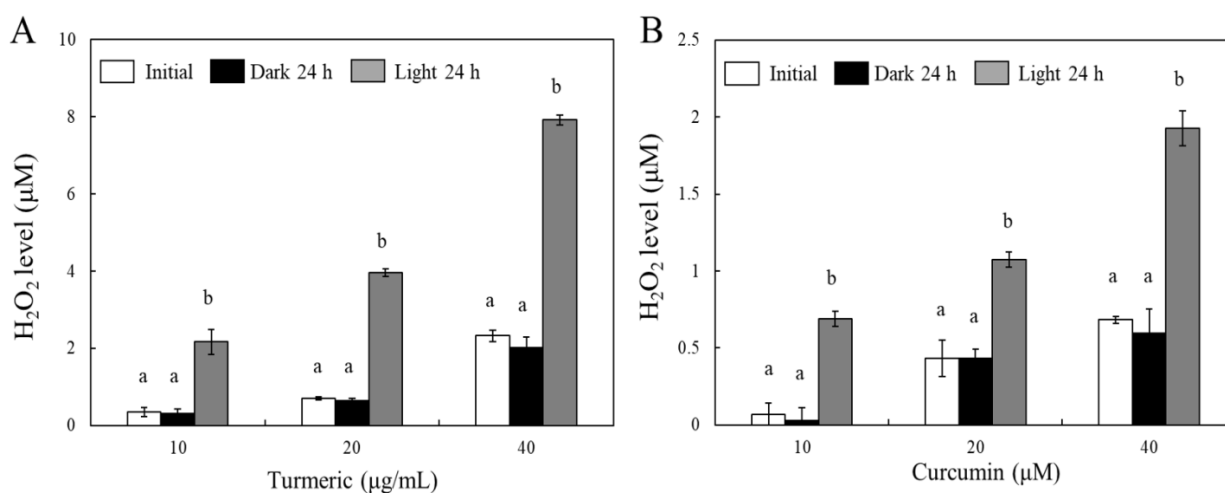 A
10
8
6
4
2
0
H₂O₂ level (μM)
Initial Dark 24 h Light 24 h
a a b
a a b
a a b
10 20 40
Turmeric (μg/mL)
B
2.5
2
1.5
1
0.5
0
H₂O₂ level (μM)
Initial Dark 24 h Light 24 h
a a b
a a b
a a b
10 20 40
Curcumin (μM)